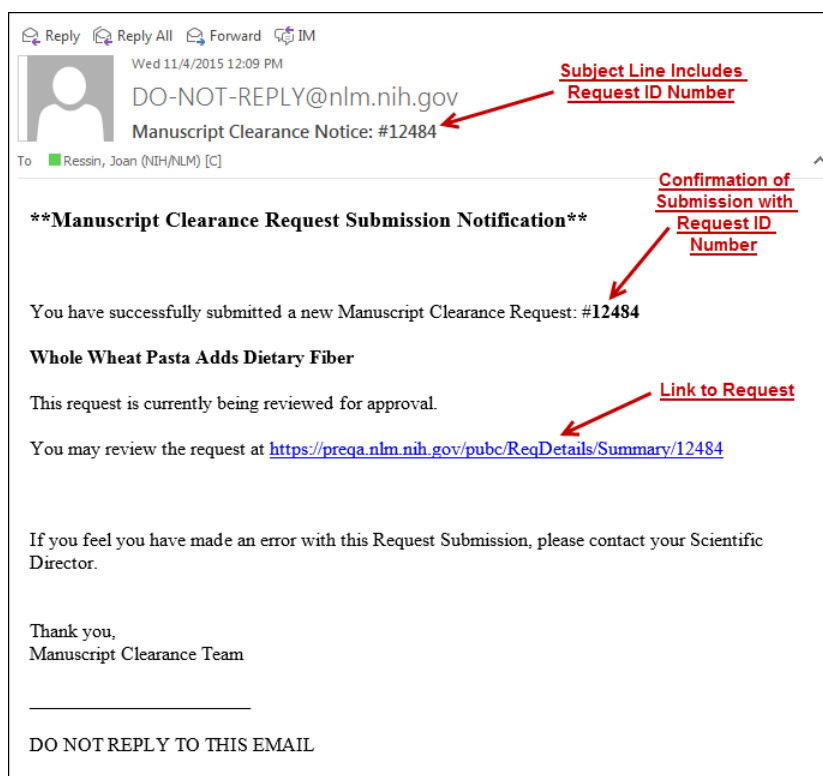 Reply Reply All Forward IM
Wed 11/4/2015 12:09 PM
DO-NOT-REPLY@nlm.nih.gov
Manuscript Clearance Notice: #12484
Subject Line Includes
Request ID Number
To Ressin, Joan (NIH/NLM) [C]
Confirmation of
Submission with
Request ID
Number
**Manuscript Clearance Request Submission Notification**
You have successfully submitted a new Manuscript Clearance Request: #12484
Whole Wheat Pasta Adds Dietary Fiber
Link to Request
This request is currently being reviewed for approval.
You may review the request at https://preqa.nlm.nih.gov/pubc/ReqDetails/Summary/12484
If you feel you have made an error with this Request Submission, please contact your Scientific
Director.
Thank you,
Manuscript Clearance Team
DO NOT REPLY TO THIS EMAIL